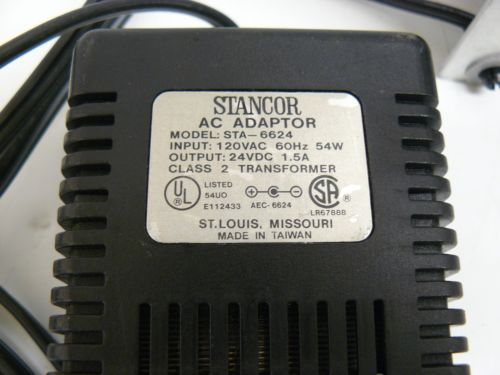 STANCOR
AC ADAPTOR
MODEL: STA-6624
INPUT: 120VAC 60Hz 54W
OUTPUT: 24VDC 1.5A
CLASS 2 TRANSFORMER
UL LISTED
54UO
E112433 AEC-6624
SA
LR67888
ST. LOUIS, MISSOURI
MADE IN TAIWAN